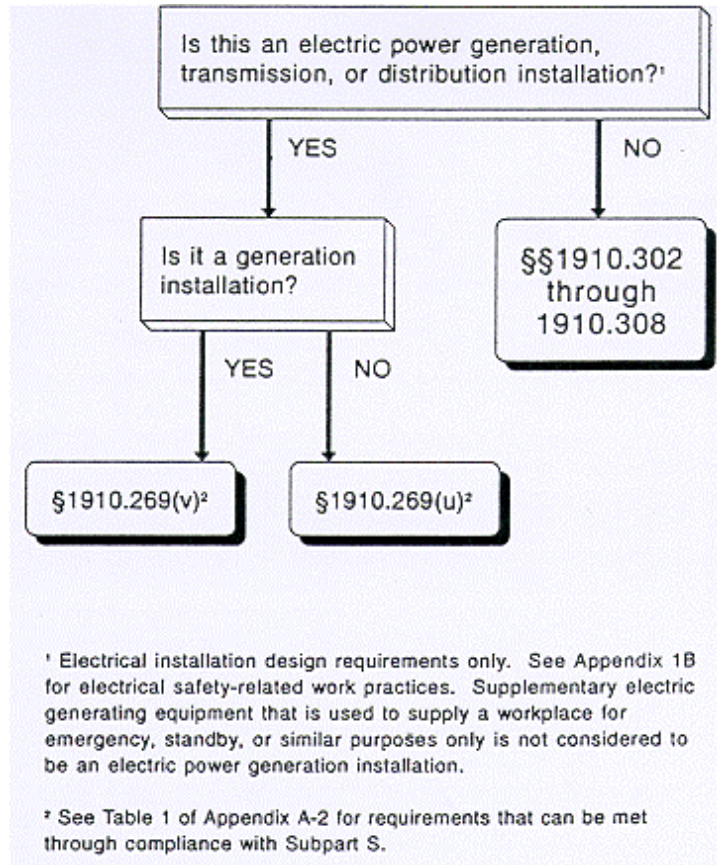 Is this an electric power generation,
transmission, or distribution installation?¹
YES
NO
Is it a generation
installation?
§§1910.302
through
1910.308
YES
NO
§1910.269(v)²
§1910.269(u)²
¹ Electrical installation design requirements only. See Appendix 1B
for electrical safety-related work practices. Supplementary electric
generating equipment that is used to supply a workplace for
emergency, standby, or similar purposes only is not considered to
be an electric power generation installation.
² See Table 1 of Appendix A-2 for requirements that can be met
through compliance with Subpart S.